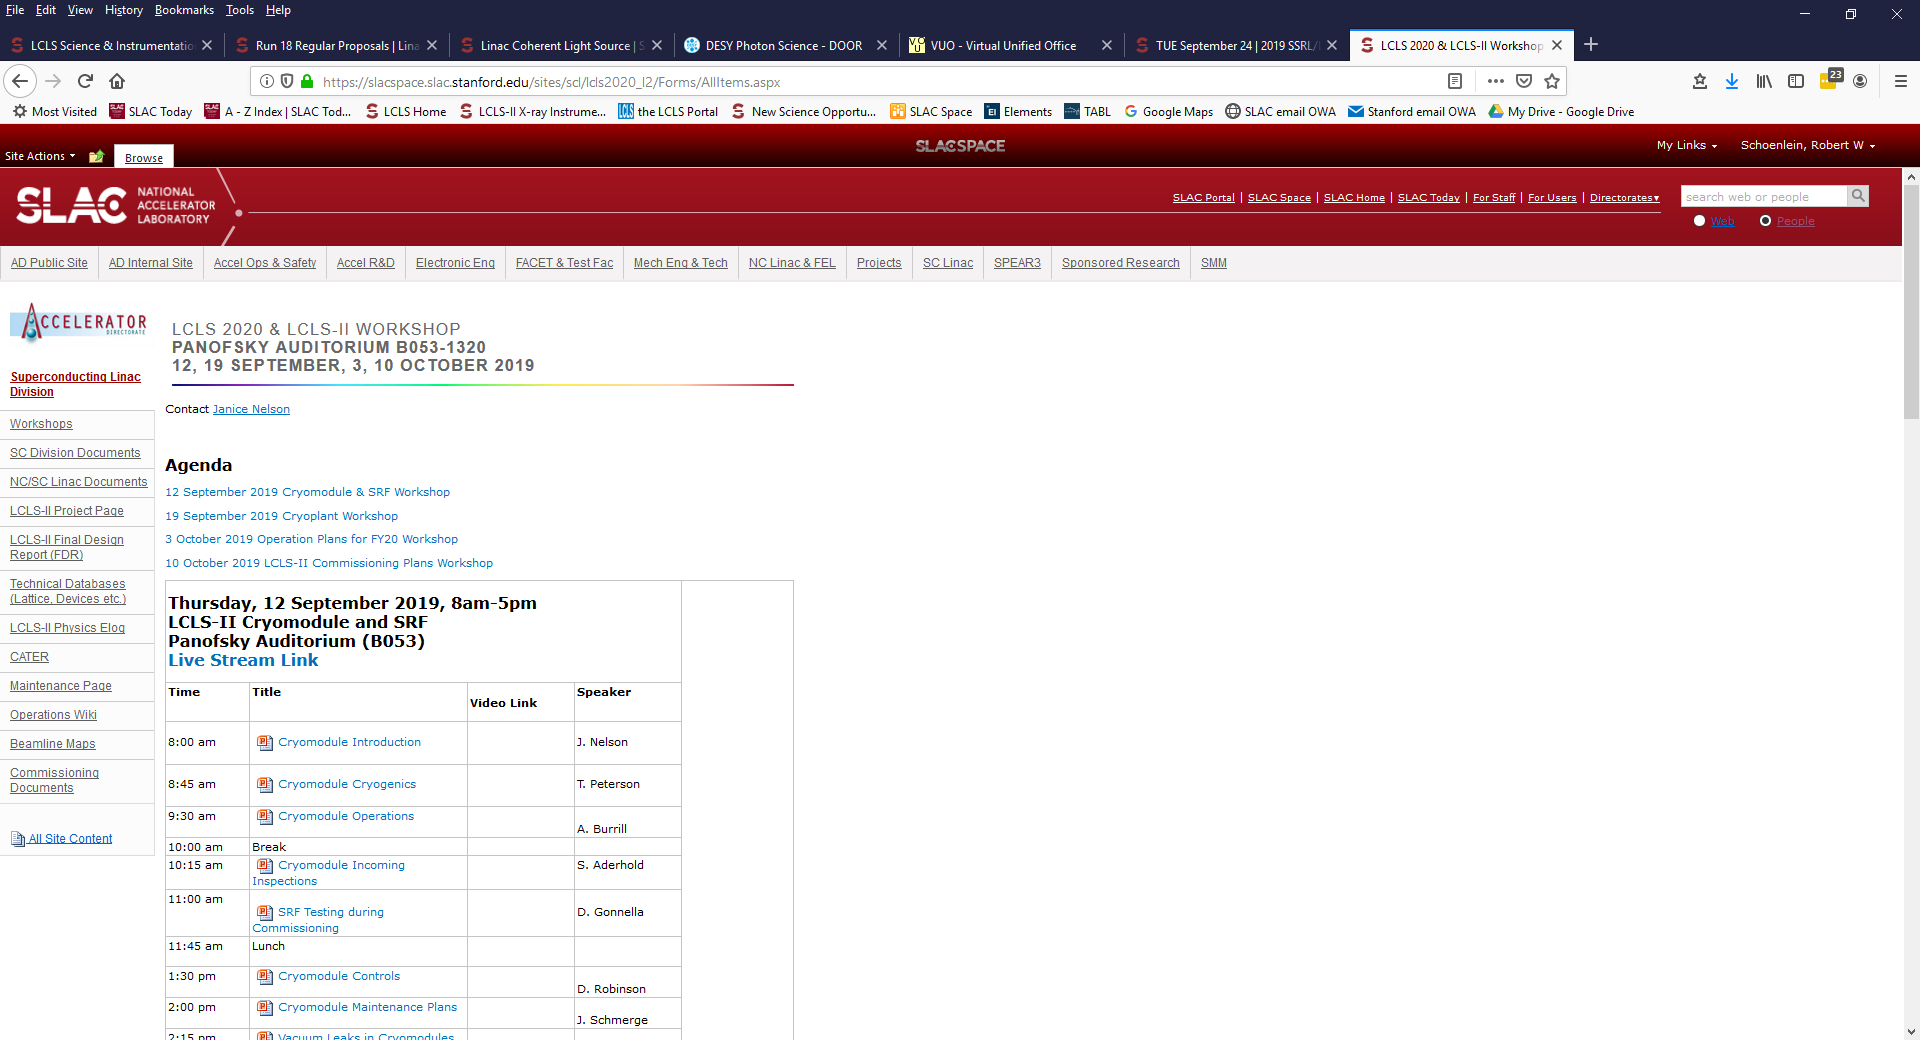 File Edit View History Bookmarks Tools Help
LCLS Science & Instrumentatio
Run 18 Regular Proposals | Lina
Linac Coherent Light Source | S
DESY Photon Science - DOOR
VUO - Virtual Unified Office
TUE September 24 | 2019 SSRL/
LCLS 2020 & LCLS-II Workshop
https://slacspace.slac.stanford.edu/sites/scl/lcls2020_l2/Forms/AllItems.aspx
23
Most Visited SLAC Today A - Z Index | SLAC Tod... LCLS Home LCLS-II X-ray Instrume... the LCLS Portal New Science Opportu... SLAC Space Elements TABL Google Maps SLAC email OWA Stanford email OWA My Drive - Google Drive
Site Actions Browse SLACSPACE My Links Schoenlein, Robert W
SLAC NATIONAL
ACCELERATOR
LABORATORY
SLAC Portal | SLAC Space | SLAC Home | SLAC Today | For Staff | For Users | Directorates
search web or people
Web People
AD Public Site AD Internal Site Accel Ops & Safety Accel R&D Electronic Eng FACET & Test Fac Mech Eng & Tech NC Linac & FEL Projects SC Linac SPEAR3 Sponsored Research SMM
ACCELERATOR
DIRECTORATE
Superconducting Linac
Division
Workshops
SC Division Documents
NC/SC Linac Documents
LCLS-II Project Page
LCLS-II Final Design
Report (FDR)
Technical Databases
(Lattice, Devices etc.)
LCLS-II Physics Elog
CATER
Maintenance Page
Operations Wiki
Beamline Maps
Commissioning
Documents
All Site Content
LCLS 2020 & LCLS-II WORKSHOP
PANOFSKY AUDITORIUM B053-1320
12, 19 SEPTEMBER, 3, 10 OCTOBER 2019
Contact Janice Nelson
Agenda
12 September 2019 Cryomodule & SRF Workshop
19 September 2019 Cryoplant Workshop
3 October 2019 Operation Plans for FY20 Workshop
10 October 2019 LCLS-II Commissioning Plans Workshop
Thursday, 12 September 2019, 8am-5pm
LCLS-II Cryomodule and SRF
Panofsky Auditorium (B053)
Live Stream Link
Time Title Video Link Speaker
8:00 am Cryomodule Introduction J. Nelson
8:45 am Cryomodule Cryogenics T. Peterson
9:30 am Cryomodule Operations A. Burrill
10:00 am Break
10:15 am Cryomodule Incoming
Inspections S. Aderhold
11:00 am SRF Testing during
Commissioning D. Gonnella
11:45 am Lunch
1:30 pm Cryomodule Controls D. Robinson
2:00 pm Cryomodule Maintenance Plans J. Schmerge
2:15 pm Vacuum Leaks in Cryomodules